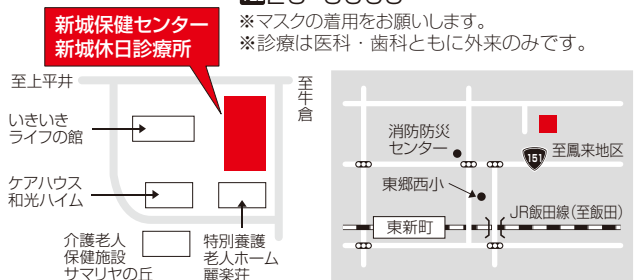 新城保健センター
新城休日診療所
※マスクの着用をお願いします。
※診療は医科・歯科ともに外来のみです。
至上平井
至牛倉
いきいき
ライフの館
ケアハウス
和光ハイム
介護老人
保健施設
サマリヤの丘
特別養護
老人ホーム
麗楽荘
消防防災
センター
151
至鳳来地区
東郷西小
JR飯田線(至飯田)
東新町